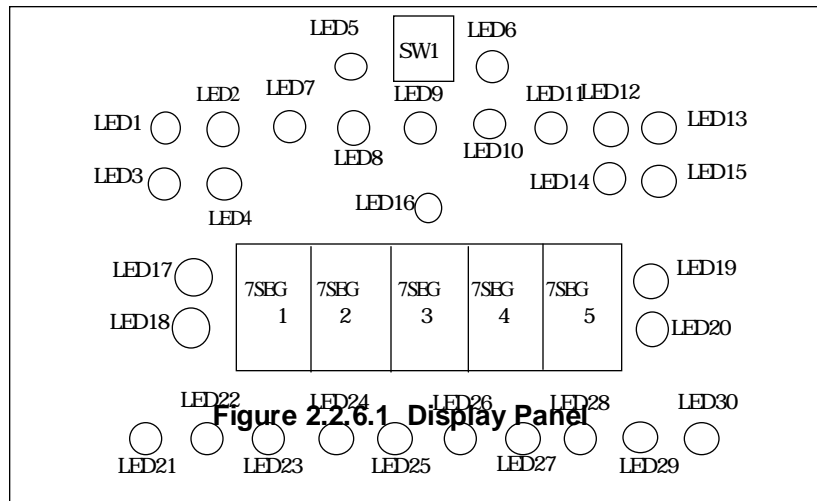 LED5 SW1 LED6
LED2 LED7 LED9 LED11 LED12
LED1 LED13
LED8 LED10
LED3 LED14 LED15
LED4 LED16
LED17 LED19
7SEG 7SEG 7SEG 7SEG 7SEG
1 2 3 4 5
LED18 LED20
LED22 LED24 LED26 LED28 LED30
Figure 2.2.6.1 Display Panel
LED21 LED23 LED25 LED27 LED29